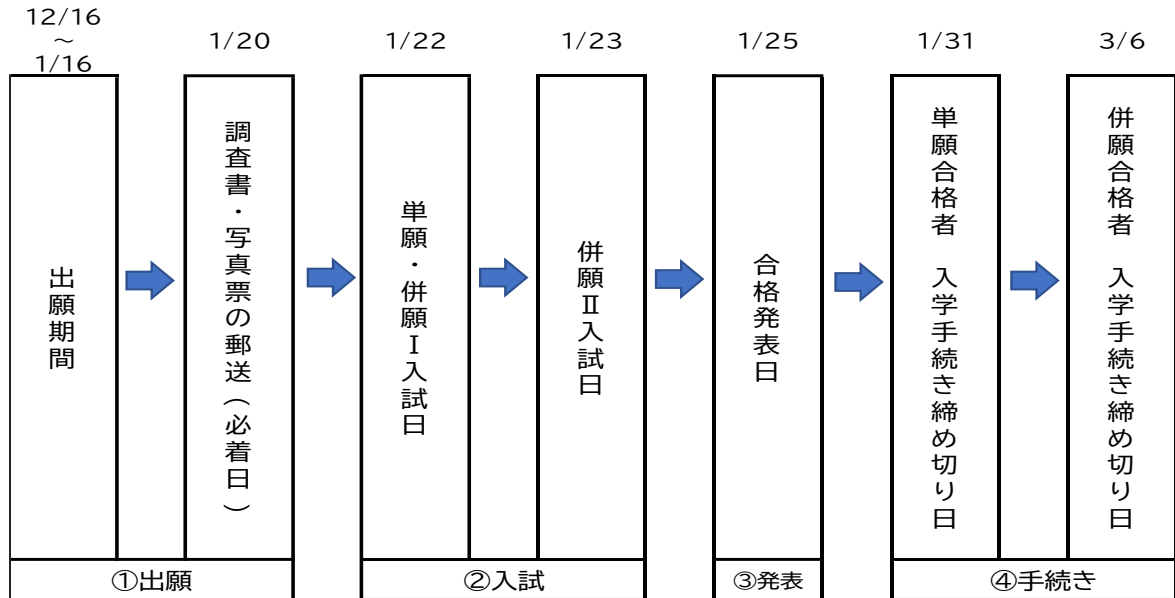 12/16
～
1/16
1/20
1/22
1/23
1/25
1/31
3/6
出願期間
調査書・写真票の郵送（必着日）
単願・併願Ⅰ入試日
併願Ⅱ入試日
合格発表日
単願合格者　入学手続き締め切り日
併願合格者　入学手続き締め切り日
①出願
②入試
③発表
④手続き